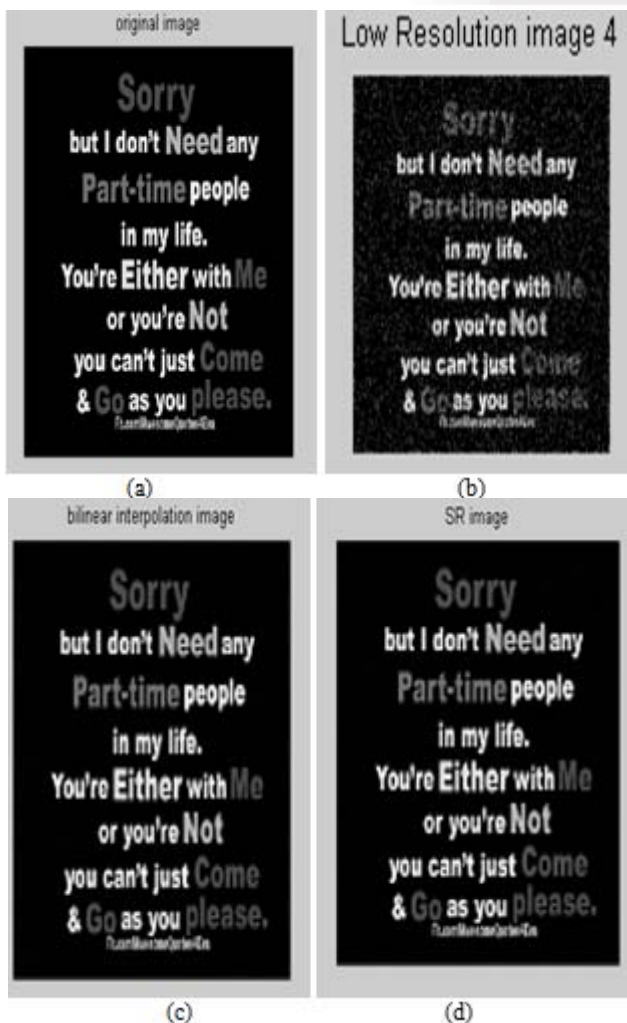 original image
Sorry
but I don't Need any
Part-time people
in my life.
You're Either with Me
or you're Not
you can't just Come
& Go as you please.
(a)
Low Resolution image 4
Sorry
but I don't Need any
Part-time people
in my life.
You're Either with Me
or you're Not
you can't just Come
& Go as you please.
(b)
bilinear interpolation image
Sorry
but I don't Need any
Part-time people
in my life.
You're Either with Me
or you're Not
you can't just Come
& Go as you please.
(c)
SR image
Sorry
but I don't Need any
Part-time people
in my life.
You're Either with Me
or you're Not
you can't just Come
& Go as you please.
(d)